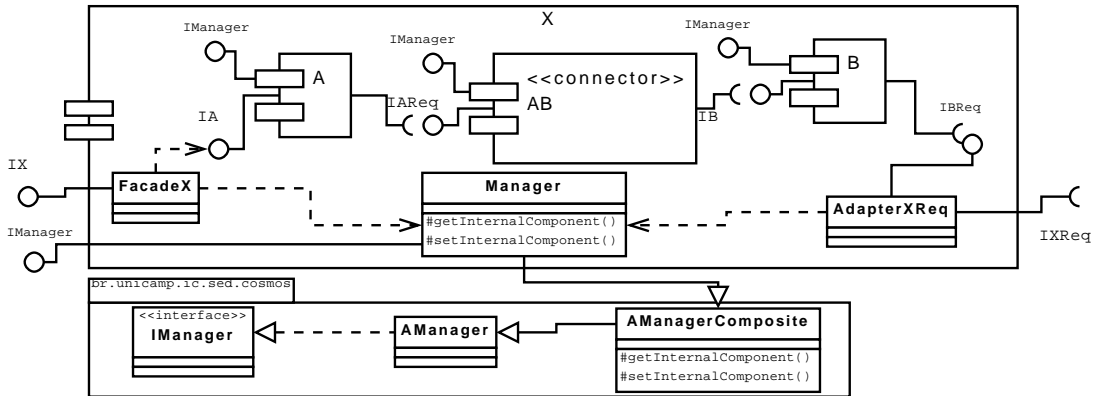 X
IManager
IManager
IManager
A
<<connector>>
AB
B
IAReq
IA
IB
IBReq
IX
FacadeX
Manager
#getInternalComponent()
#setInternalComponent()
AdapterXReq
IManager
IXReq
br.unicamp.ic.sed.cosmos
<<interface>>
IManager
AManager
AManagerComposite
#getInternalComponent()
#setInternalComponent()